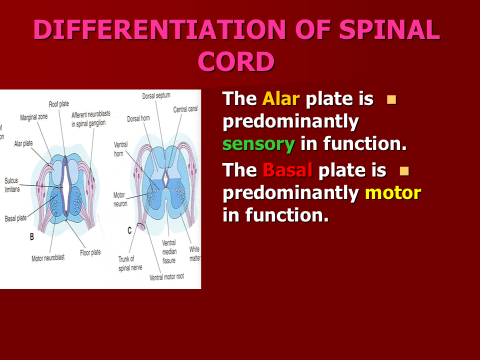 DIFFERENTIATION OF SPINAL
CORD
The Alar plate is
predominantly
sensory in function.
The Basal plate is
predominantly motor
in function.
Roof plate
Marginal zone
Afferent neuroblasts
in spinal ganglion
Alar plate
Sulcus
limitans
Basal plate
B
Motor neuroblast
Floor plate
Dorsal septum
Dorsal horn
Central canal
Ventral
horn
Motor
neuron
C
Trunk of
spinal nerve
Ventral
median
fissure
White
matte
Ventral motor root